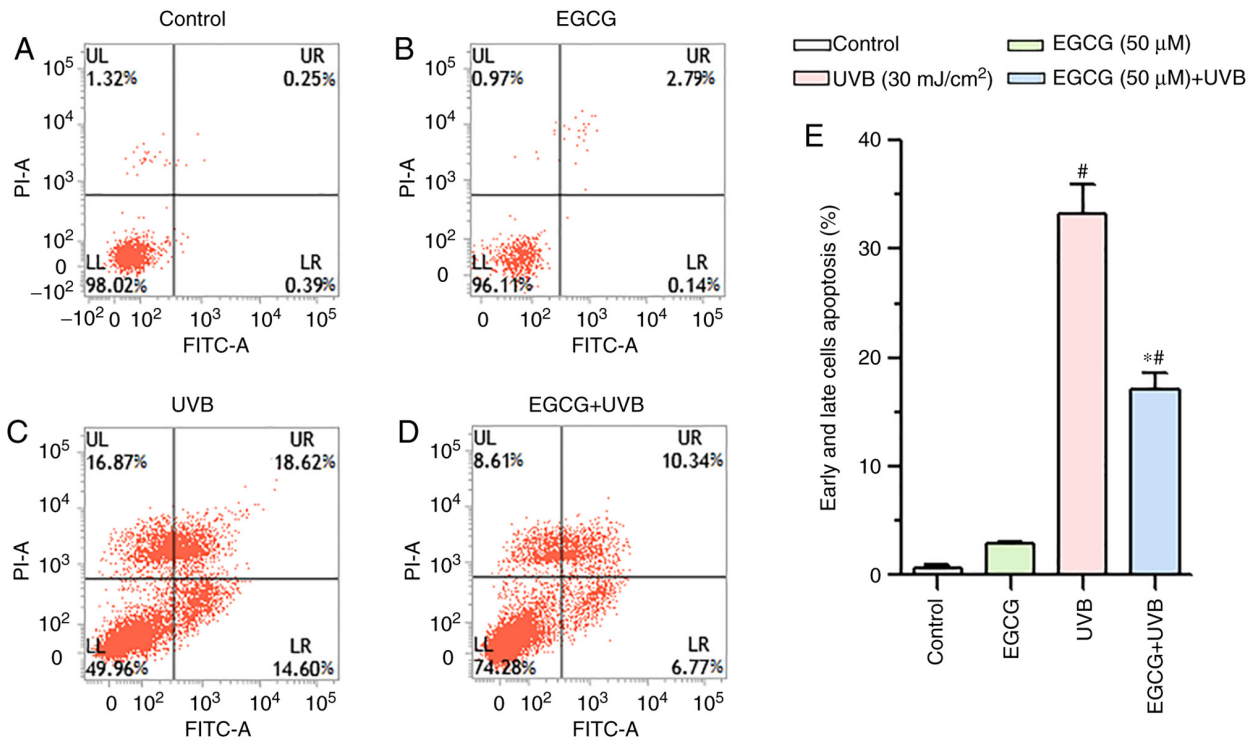 Control
A
UL
UR
1.32%
0.25%
10⁵
10⁴
10³
10²
0
−10²
PI-A
LL
LR
98.02%
0.39%
−10² 0 10² 10³ 10⁴ 10⁵
FITC-A
EGCG
B
UL
UR
0.97%
2.79%
10⁵
10⁴
10³
10²
0
PI-A
LL
LR
96.11%
0.14%
0 10² 10³ 10⁴ 10⁵
FITC-A
UVB
C
UL
UR
16.87%
18.62%
10⁵
10⁴
10³
10²
0
PI-A
LL
LR
49.96%
14.60%
0 10² 10³ 10⁴ 10⁵
FITC-A
EGCG+UVB
D
UL
UR
8.61%
10.34%
10⁵
10⁴
10³
10²
0
PI-A
LL
LR
74.28%
6.77%
0 10² 10³ 10⁴ 10⁵
FITC-A
Control
EGCG (50 μM)
UVB (30 mJ/cm²)
EGCG (50 μM)+UVB
E
40
30
20
10
0
Early and late cells apoptosis (%)
#
*#
Control
EGCG
UVB
EGCG+UVB